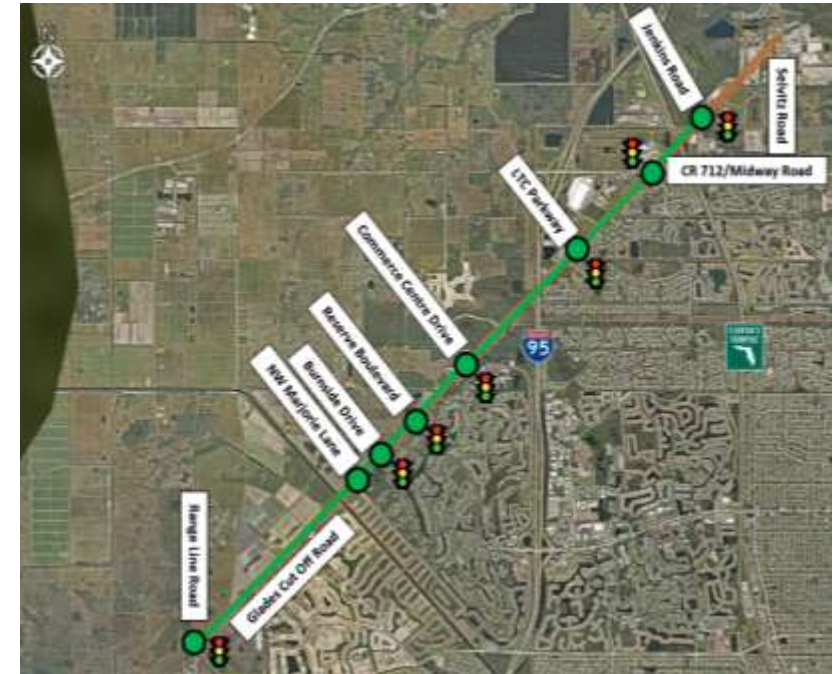 N
Jenkins Road
Selvitz Road
CR 712/Midway Road
LTC Parkway
Commerce Centre Drive
95
Reserve Boulevard
Burnside Drive
NW Marjorie Lane
Range Line Road
Glades Cut Off Road